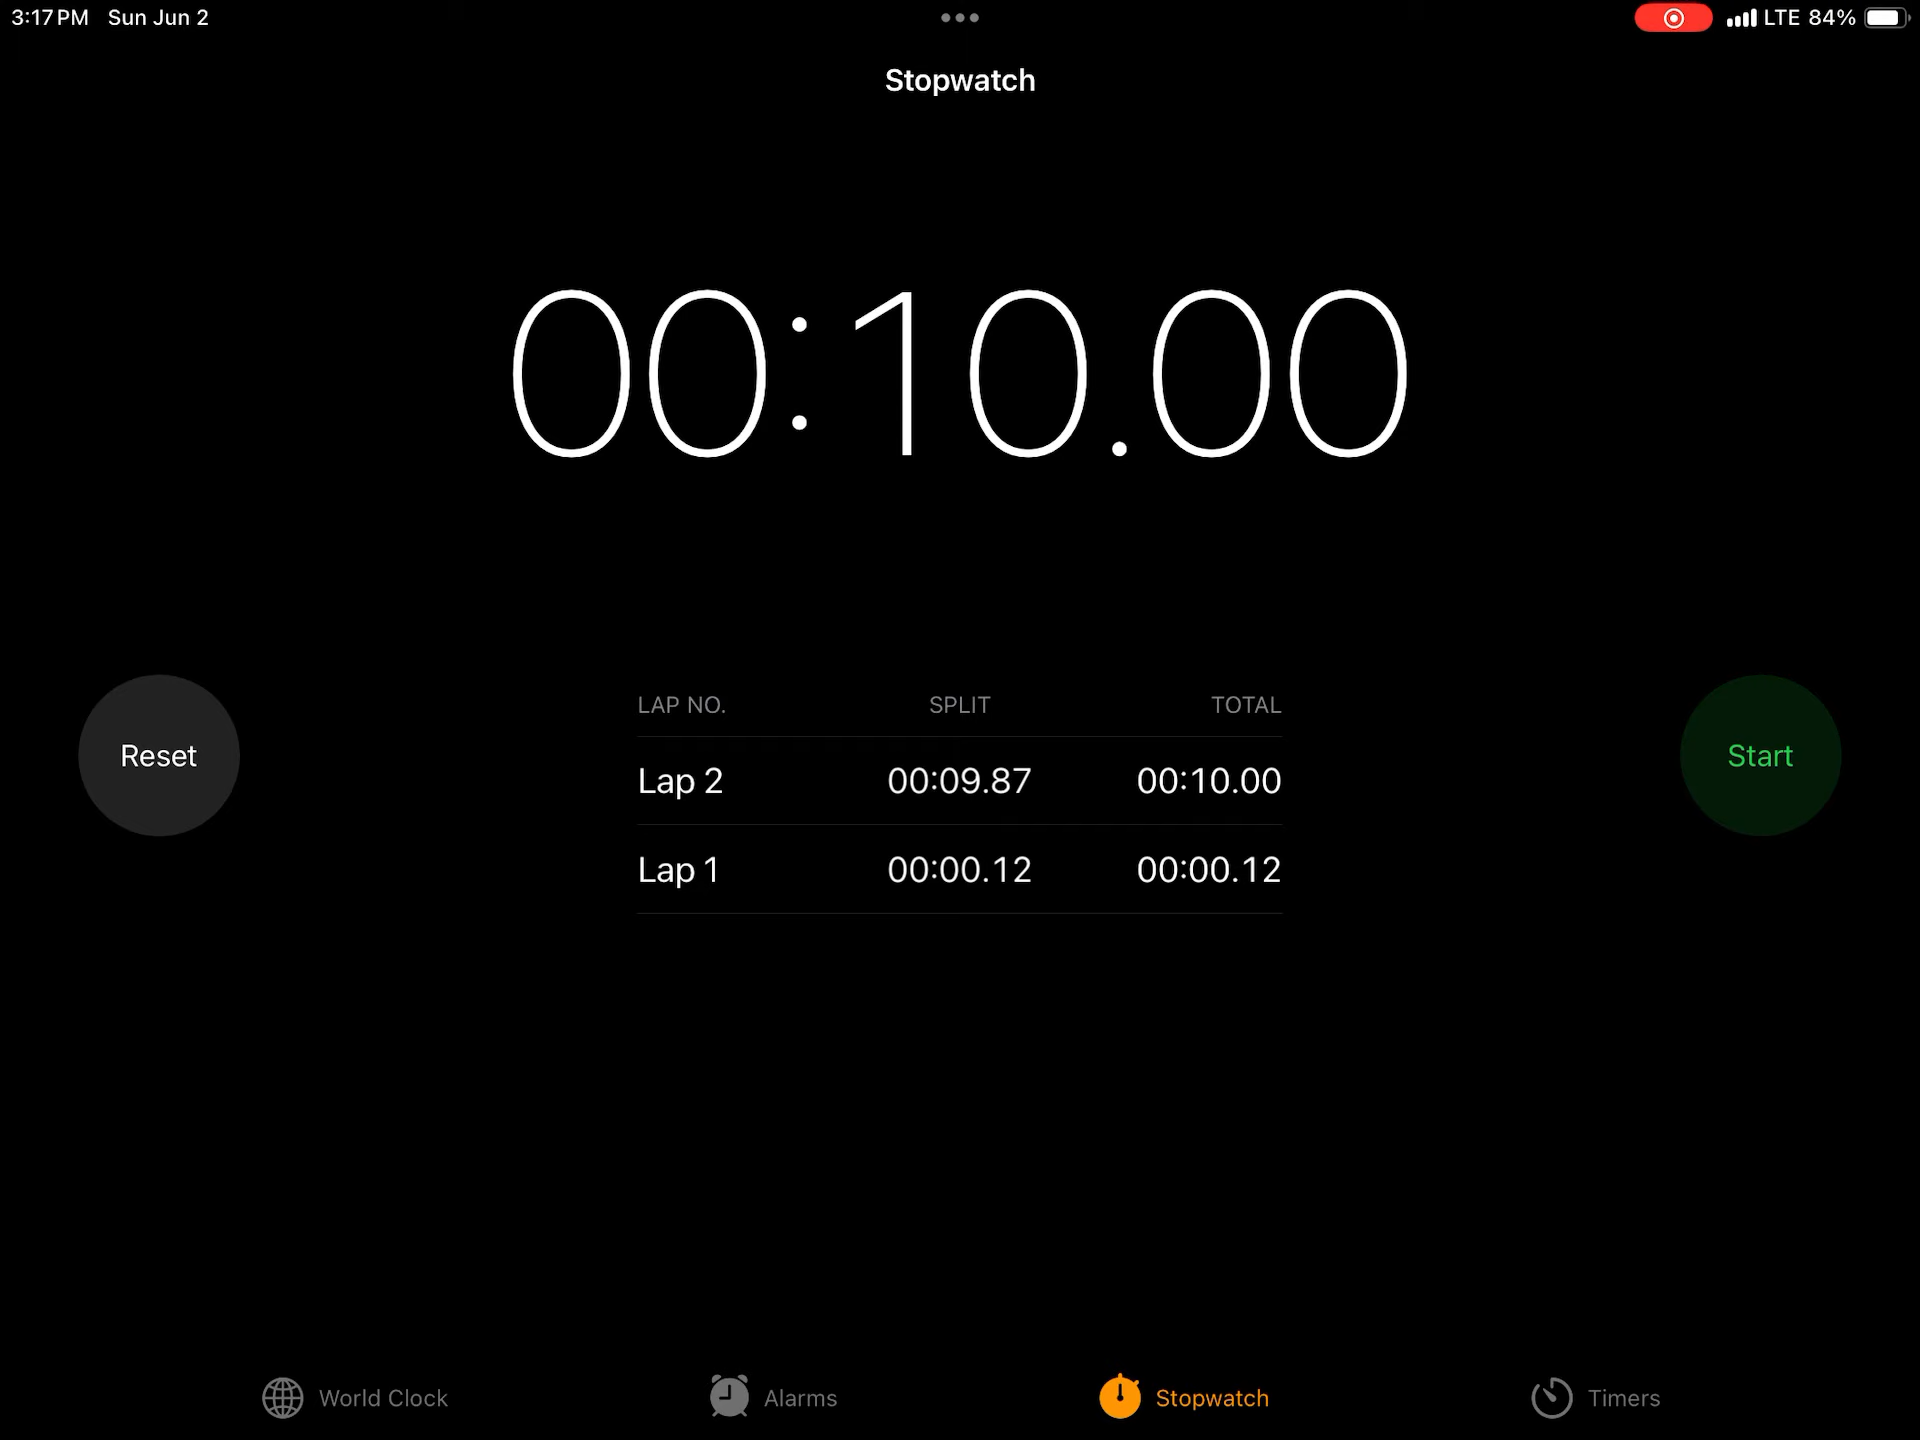 3:17 PM Sun Jun 2
LTE 84%
Stopwatch
00:10.00
Reset
Start
LAP NO. SPLIT TOTAL
Lap 2 00:09.87 00:10.00
Lap 1 00:00.12 00:00.12
World Clock Alarms Stopwatch Timers